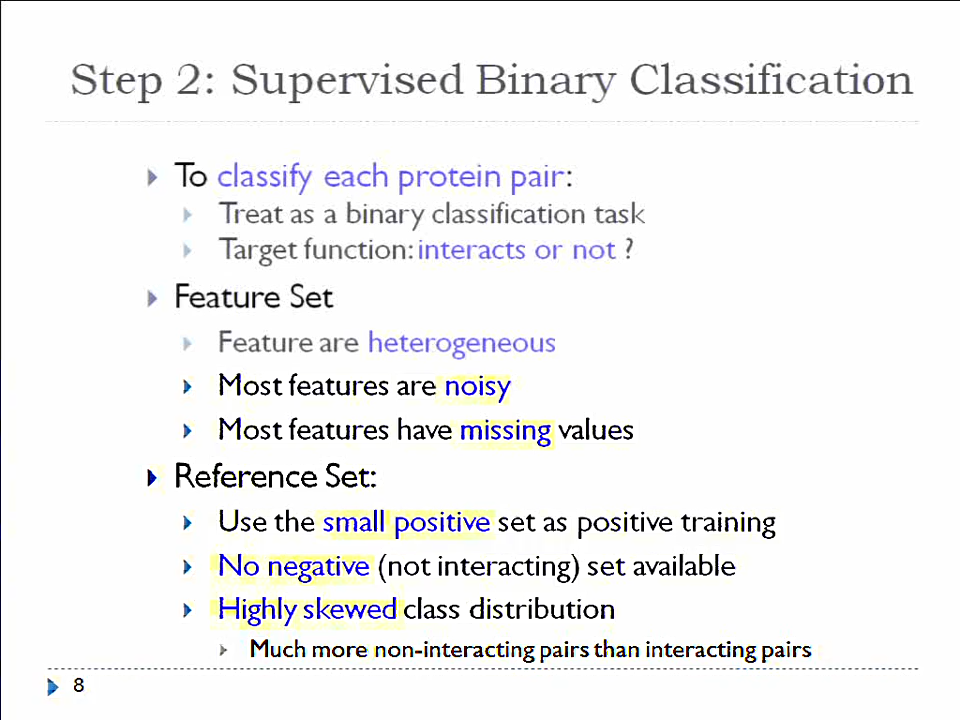 Step 2: Supervised Binary Classification
To classify each protein pair:
Treat as a binary classification task
Target function: interacts or not ?
Feature Set
Feature are heterogeneous
Most features are noisy
Most features have missing values
Reference Set:
Use the small positive set as positive training
No negative (not interacting) set available
Highly skewed class distribution
Much more non-interacting pairs than interacting pairs
8